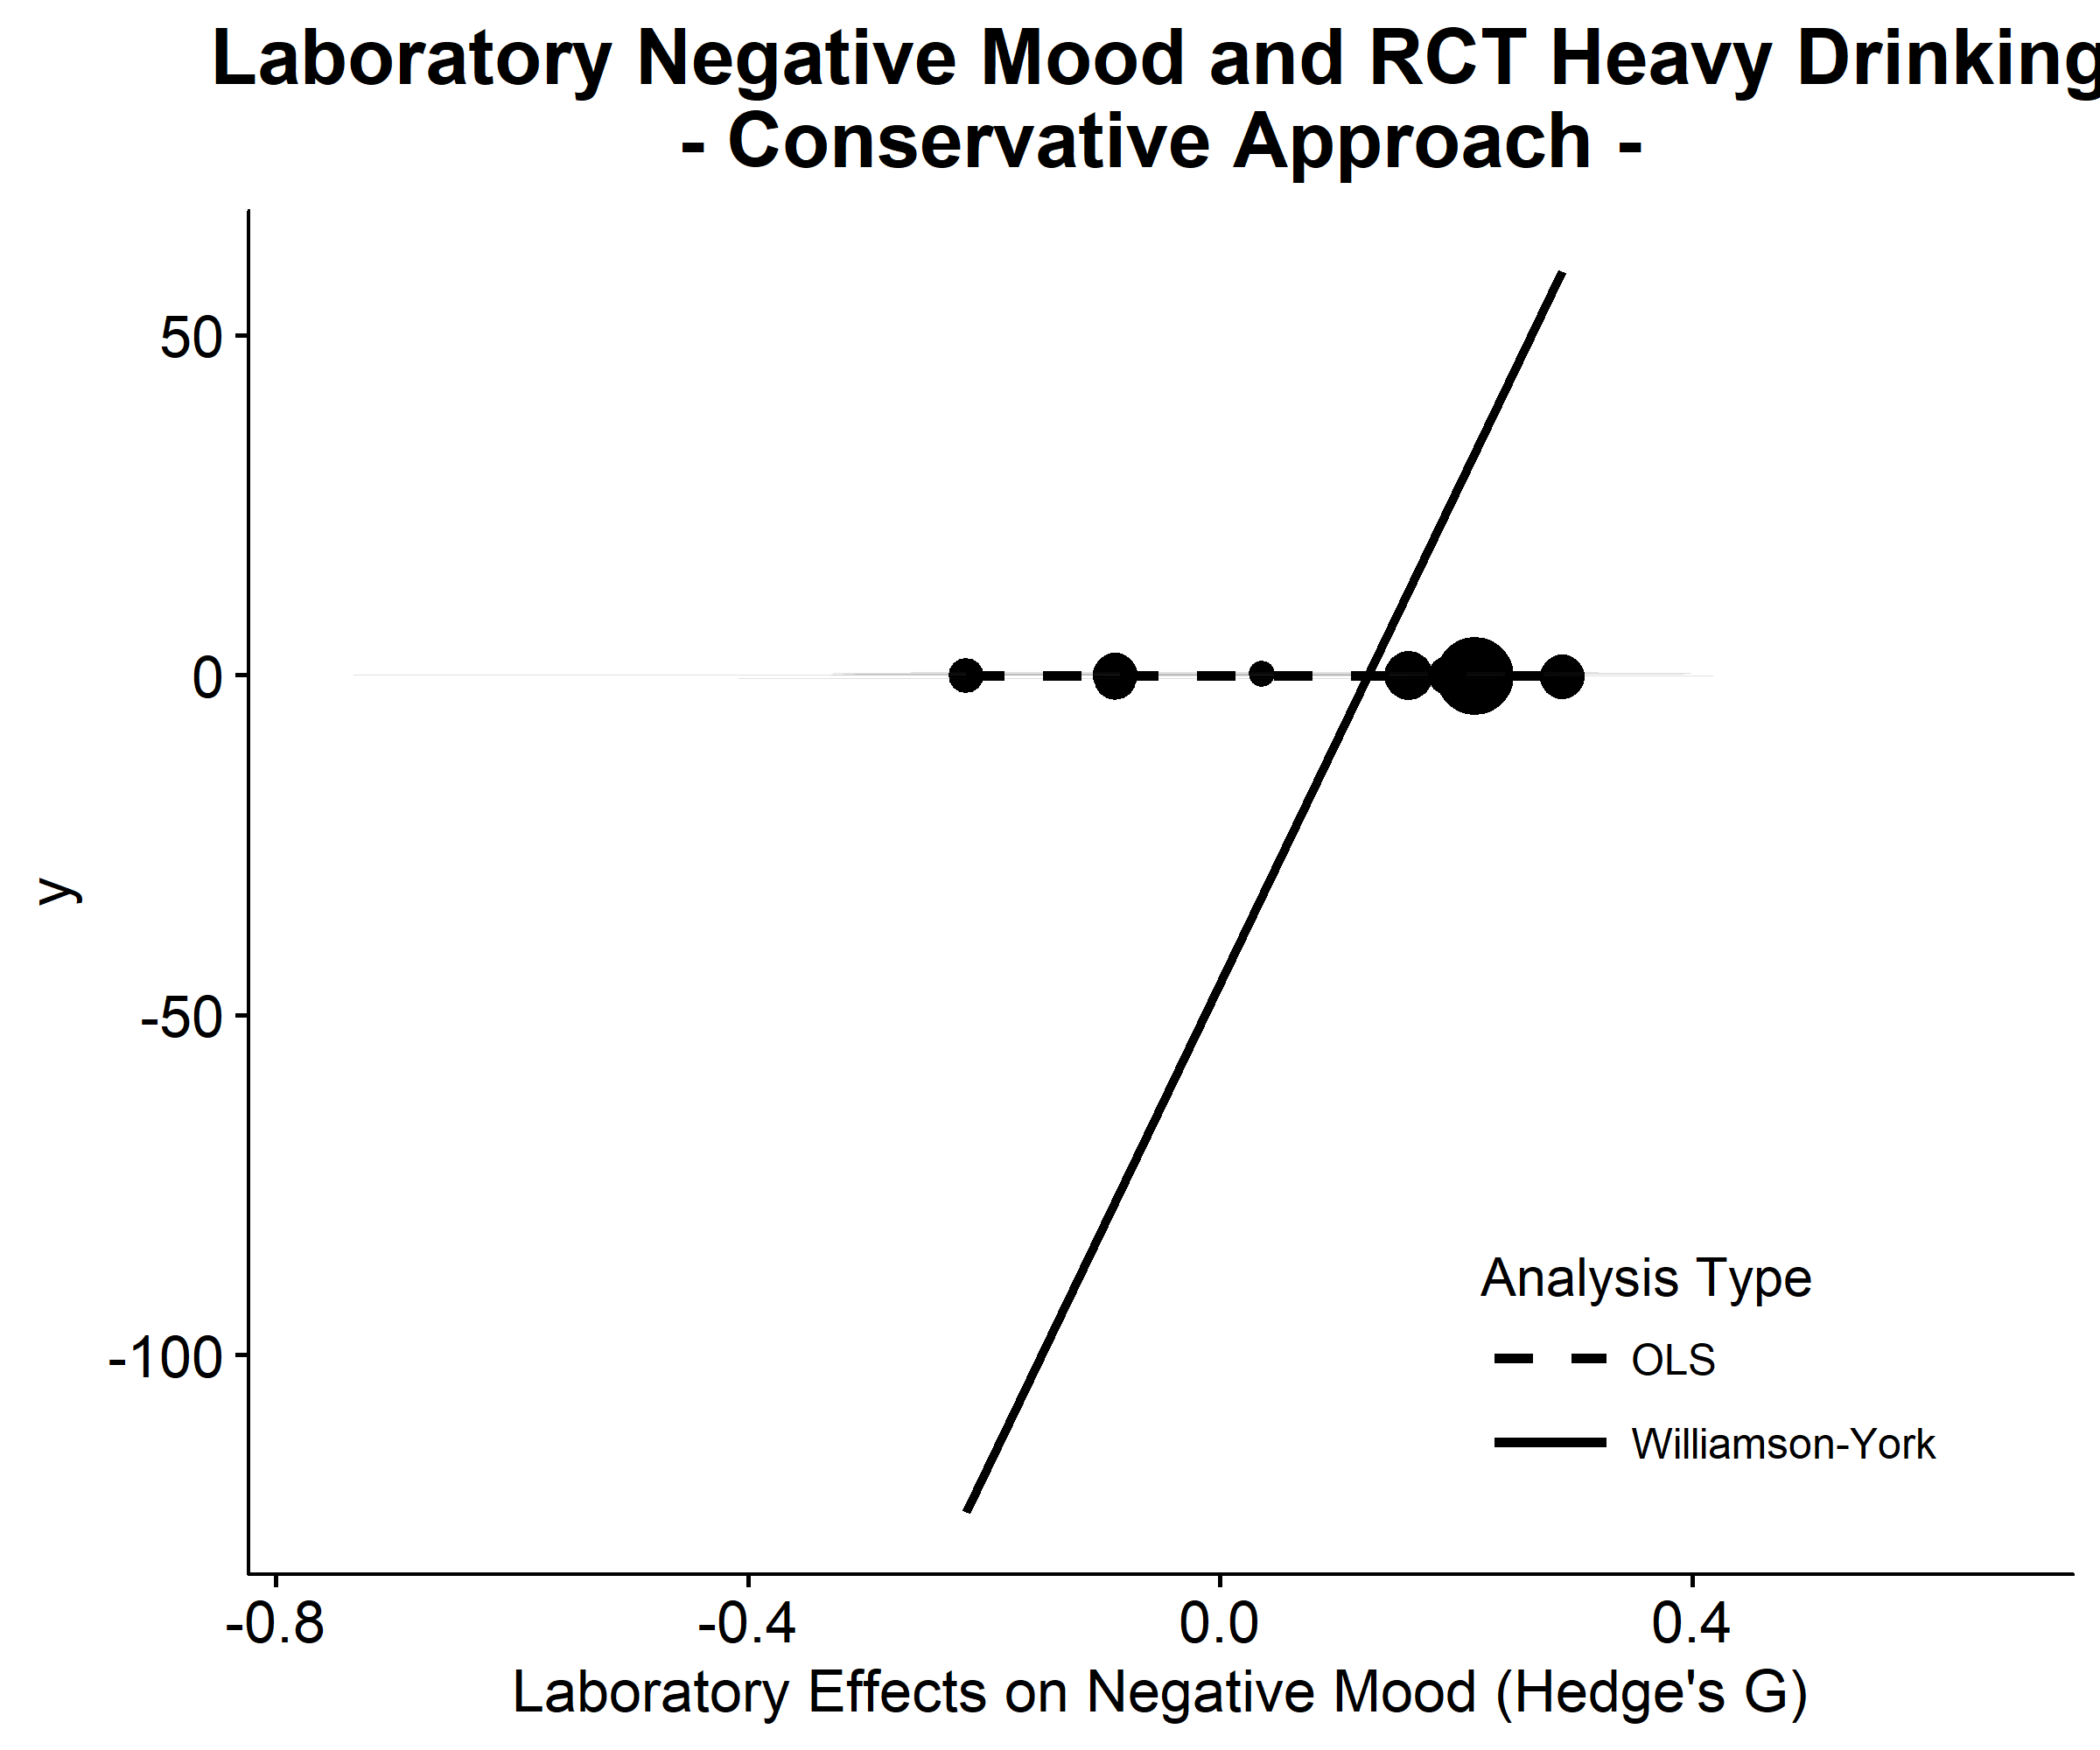 Laboratory Negative Mood and RCT Heavy Drinking
- Conservative Approach -
50
0
-50
-100
y
Analysis Type
OLS
Williamson-York
-0.8
-0.4
0.0
0.4
Laboratory Effects on Negative Mood (Hedge's G)